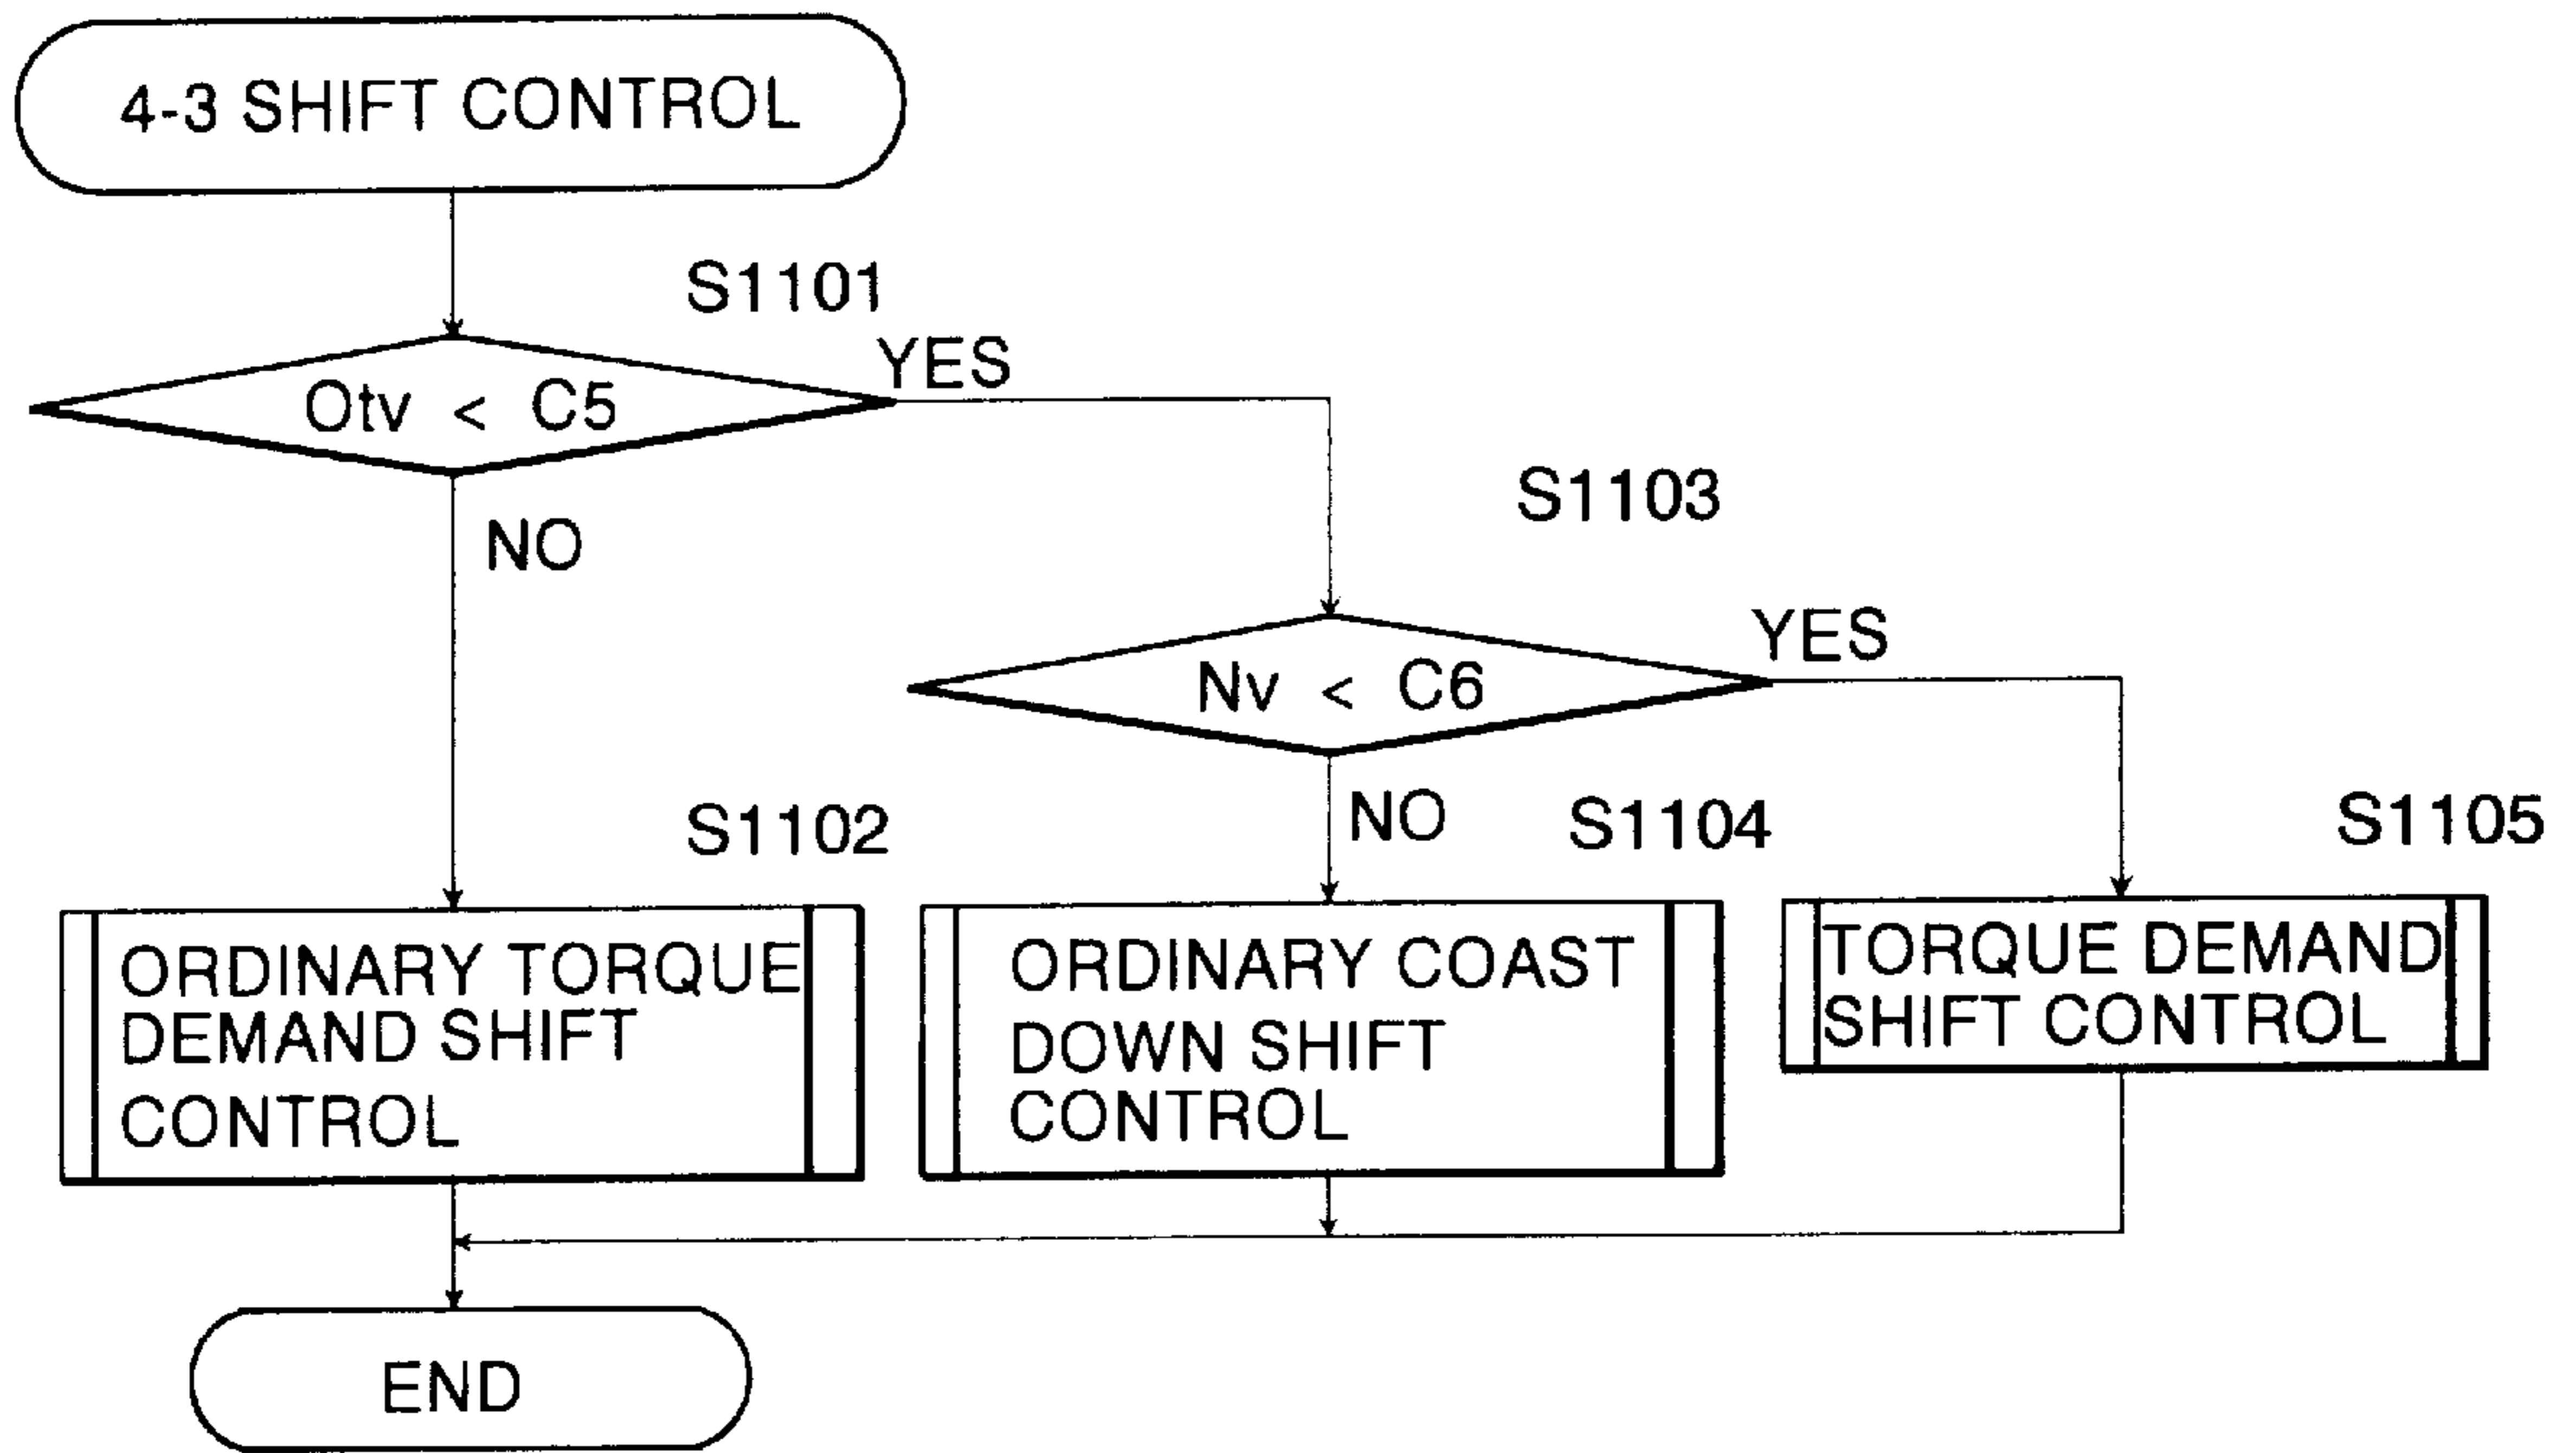 4-3 SHIFT CONTROL
S1101
Otv < C5
YES
NO
S1103
Nv < C6
YES
NO
S1102
ORDINARY TORQUE
DEMAND SHIFT
CONTROL
S1104
ORDINARY COAST
DOWN SHIFT
CONTROL
S1105
TORQUE DEMAND
SHIFT CONTROL
END